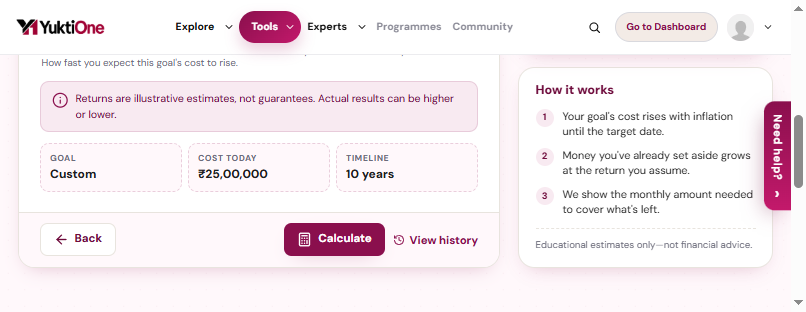 YuktiOne
Explore
Tools
Experts
Programmes
Community
Go to Dashboard
How fast you expect this goal's cost to rise.
Returns are illustrative estimates, not guarantees. Actual results can be higher
or lower.
GOAL
Custom
COST TODAY
₹25,00,000
TIMELINE
10 years
Back
Calculate
View history
How it works
1 Your goal's cost rises with inflation
until the target date.
2 Money you've already set aside grows
at the return you assume.
3 We show the monthly amount needed
to cover what's left.
Educational estimates only—not financial advice.
Need help?